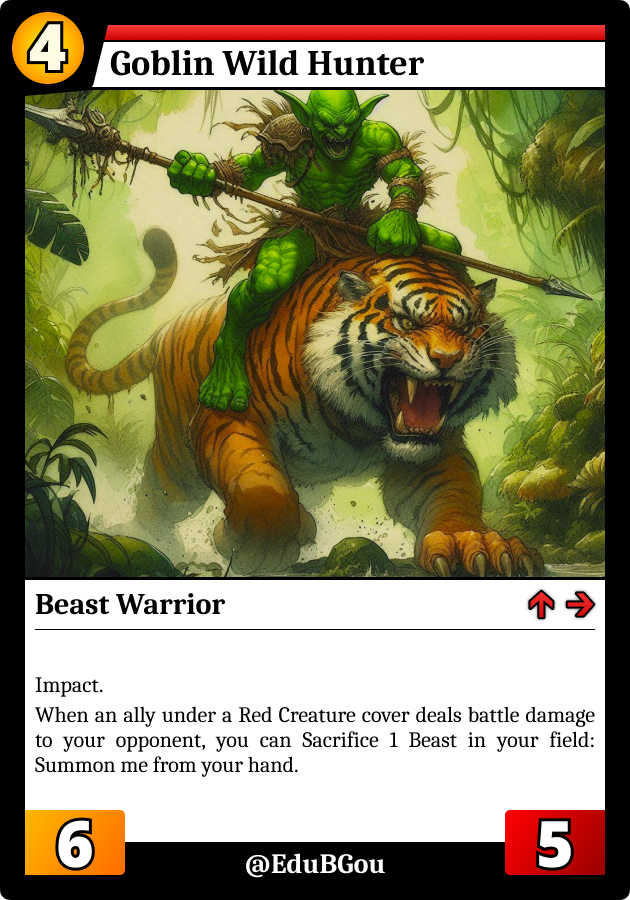 4
Goblin Wild Hunter
Beast Warrior
Impact.
When an ally under a Red Creature cover deals battle damage
to your opponent, you can Sacrifice 1 Beast in your field:
Summon me from your hand.
6
@EduBGou
5